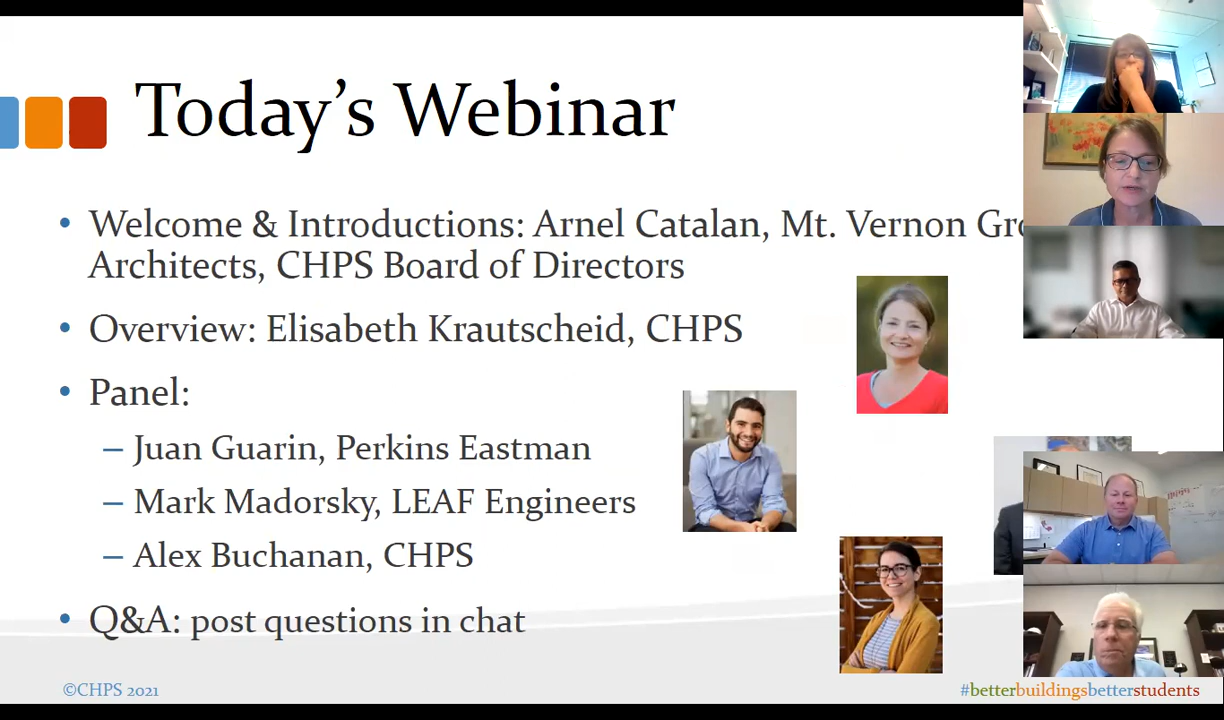 Today's Webinar
• Welcome & Introductions: Arnel Catalan, Mt. Vernon
Architects, CHPS Board of Directors
• Overview: Elisabeth Krautscheid, CHPS
• Panel:
– Juan Guarin, Perkins Eastman
– Mark Madorsky, LEAF Engineers
– Alex Buchanan, CHPS
• Q&A: post questions in chat
©CHPS 2021
#betterbuildingsbetterstudents